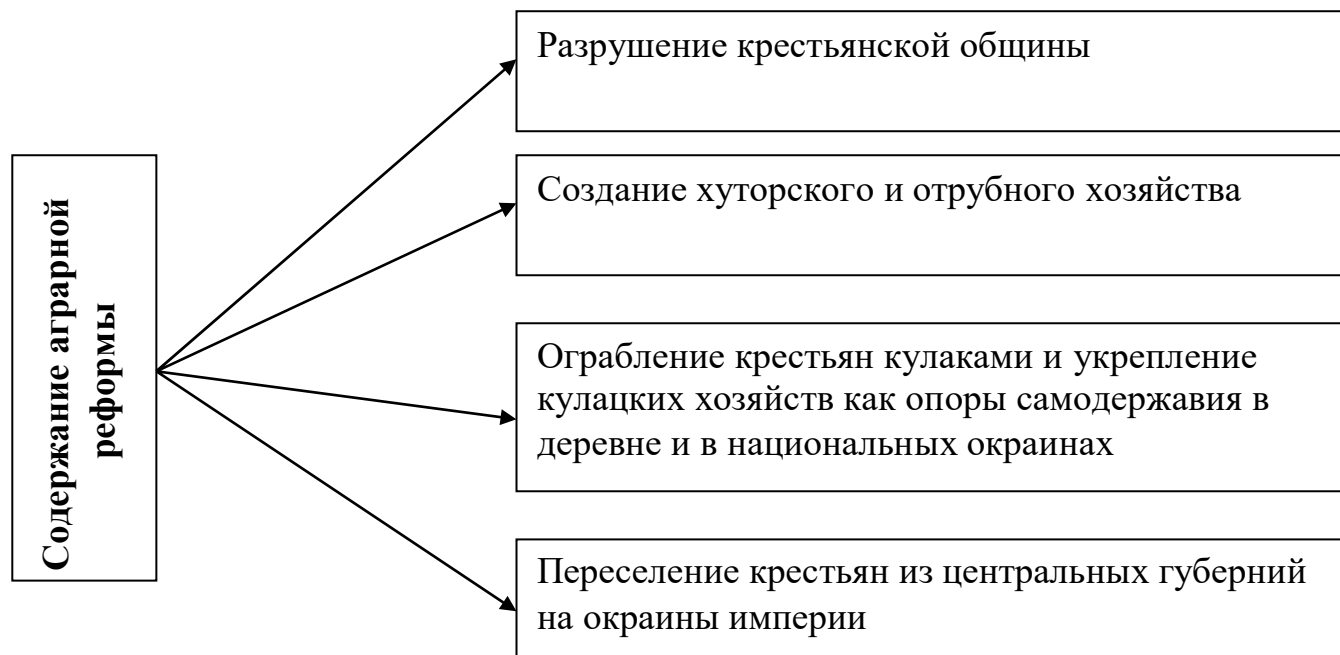 Содержание аграрной
реформы
Разрушение крестьянской общины
Создание хуторского и отрубного хозяйства
Ограбление крестьян кулаками и укрепление
кулацких хозяйств как опоры самодержавия в
деревне и в национальных окраинах
Переселение крестьян из центральных губерний
на окраины империи